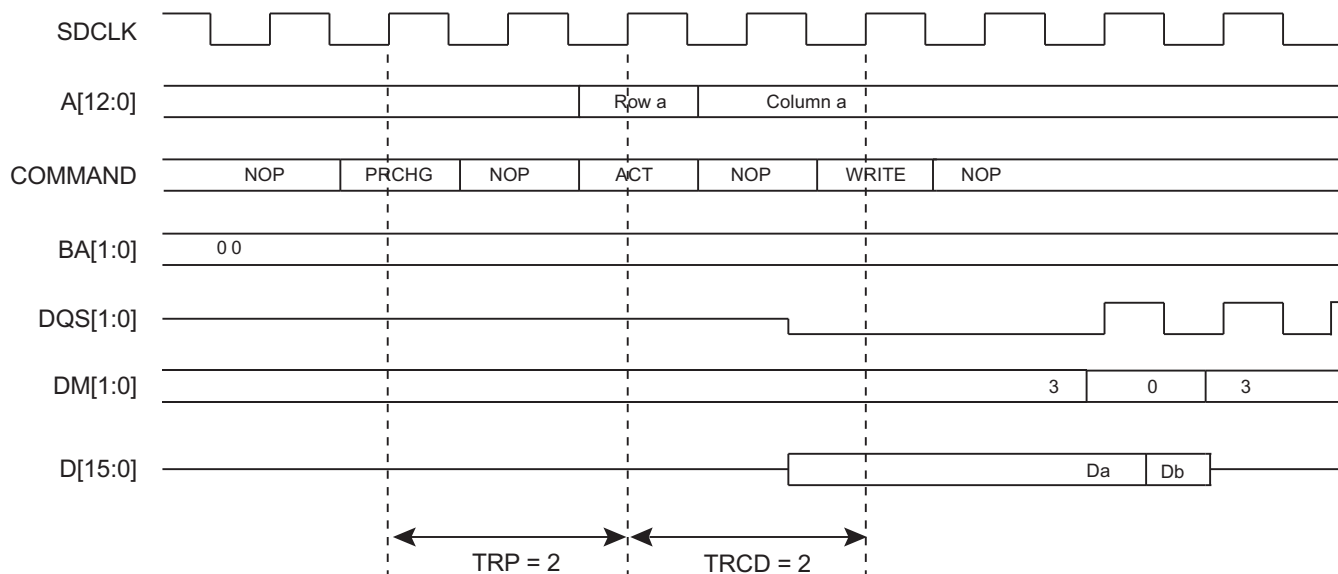 SDCLK
A[12:0] Row a Column a
COMMAND NOP PRCHG NOP ACT NOP WRITE NOP
BA[1:0] 0 0
DQS[1:0]
DM[1:0] 3 0 3
D[15:0] Da Db
TRP = 2 TRCD = 2